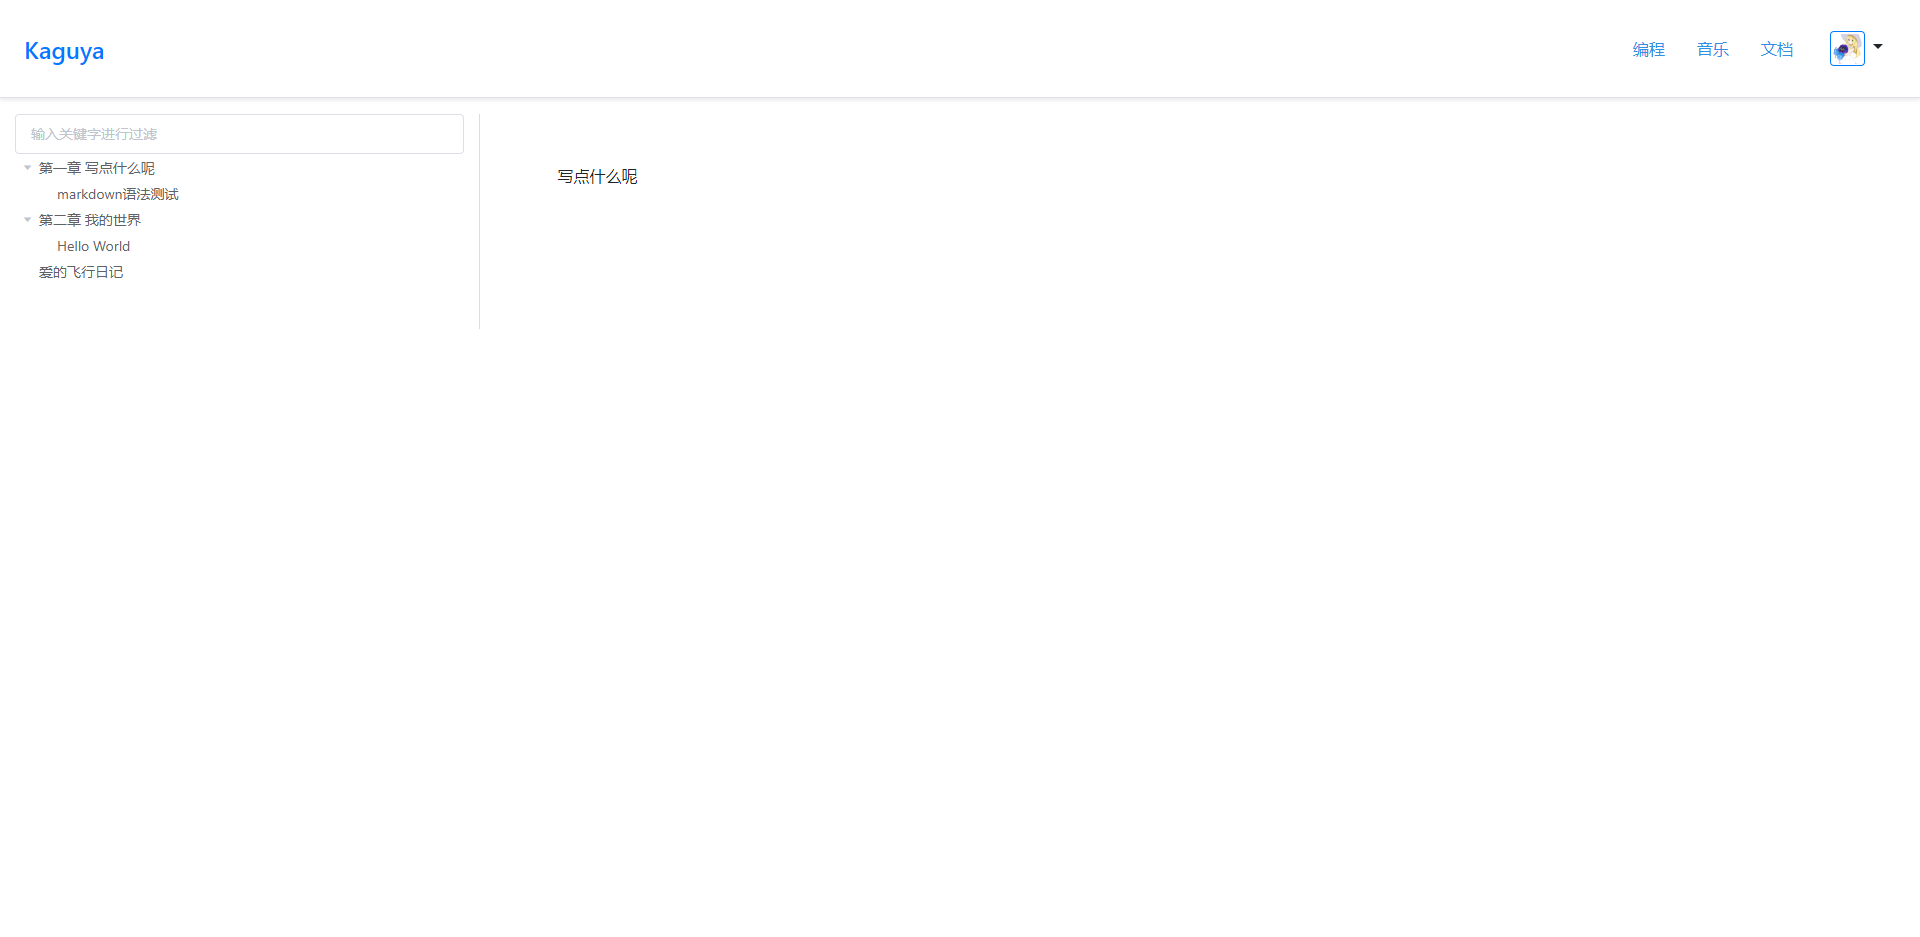 Kaguya
编程
音乐
文档
输入关键字进行过滤
第一章 写点什么呢
markdown语法测试
第二章 我的世界
Hello World
爱的飞行日记
写点什么呢